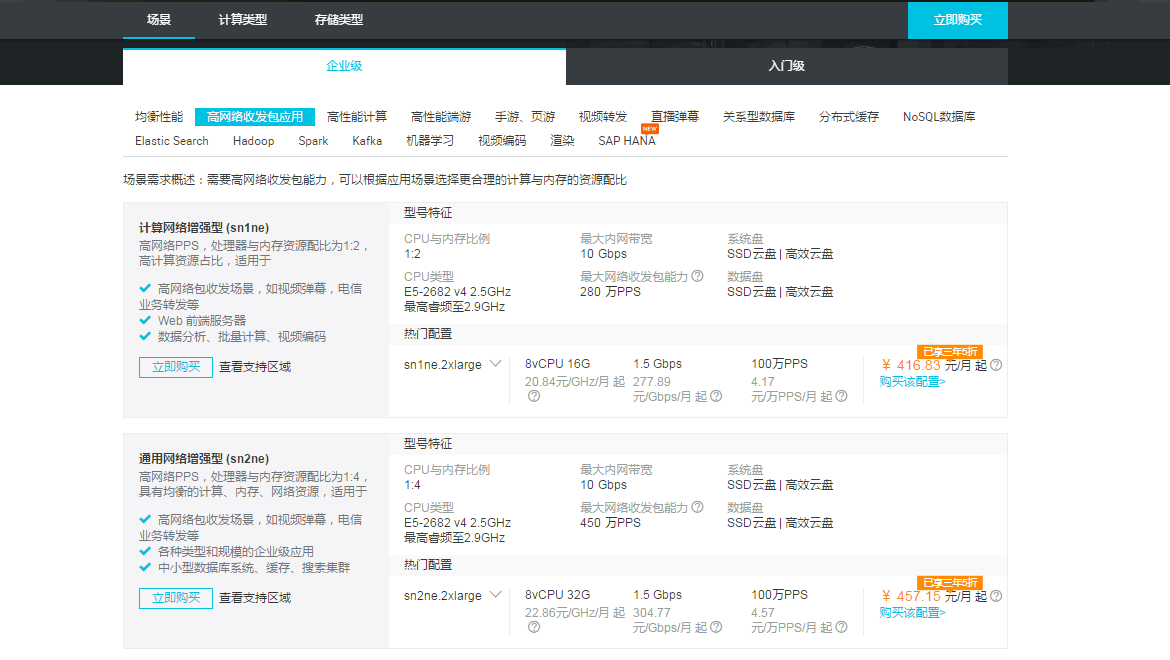 场景 计算类型 存储类型 立即购买
企业级 入门级
均衡性能 高网络收发包应用 高性能计算 高性能端游 手游、页游 视频转发 直播弹幕 关系型数据库 分布式缓存 NoSQL数据库
NEW
Elastic Search Hadoop Spark Kafka 机器学习 视频编码 渲染 SAP HANA
场景需求概述：需要高网络收发包能力，可以根据应用场景选择更合理的计算与内存的资源配比
计算网络增强型 (sn1ne)
高网络PPS，处理器与内存资源配比为1:2，
高计算资源占比，适用于
高网络包收发场景，如视频弹幕，电信
业务转发等
Web 前端服务器
数据分析、批量计算、视频编码
立即购买 查看支持区域
型号特征
CPU与内存比例 最大内网带宽 系统盘
1:2 10 Gbps SSD云盘 | 高效云盘
CPU类型 最大网络收发包能力 数据盘
E5-2682 v4 2.5GHz 280 万PPS SSD云盘 | 高效云盘
最高睿频至2.9GHz
热门配置
已享三年5折
sn1ne.2xlarge 8vCPU 16G 1.5 Gbps 100万PPS ￥ 416.83 元/月 起
20.84元/GHz/月 起 277.89 4.17 购买该配置>
元/Gbps/月 起 元/万PPS/月 起
通用网络增强型 (sn2ne)
高网络PPS，处理器与内存资源配比为1:4，
具有均衡的计算、内存、网络资源，适用于
高网络包收发场景，如视频弹幕，电信
业务转发等
各种类型和规模的企业级应用
中小型数据库系统、缓存、搜索集群
立即购买 查看支持区域
型号特征
CPU与内存比例 最大内网带宽 系统盘
1:4 10 Gbps SSD云盘 | 高效云盘
CPU类型 最大网络收发包能力 数据盘
E5-2682 v4 2.5GHz 450 万PPS SSD云盘 | 高效云盘
最高睿频至2.9GHz
热门配置
已享三年5折
sn2ne.2xlarge 8vCPU 32G 1.5 Gbps 100万PPS ￥ 457.15 元/月 起
22.86元/GHz/月 起 304.77 4.57 购买该配置>
元/Gbps/月 起 元/万PPS/月 起